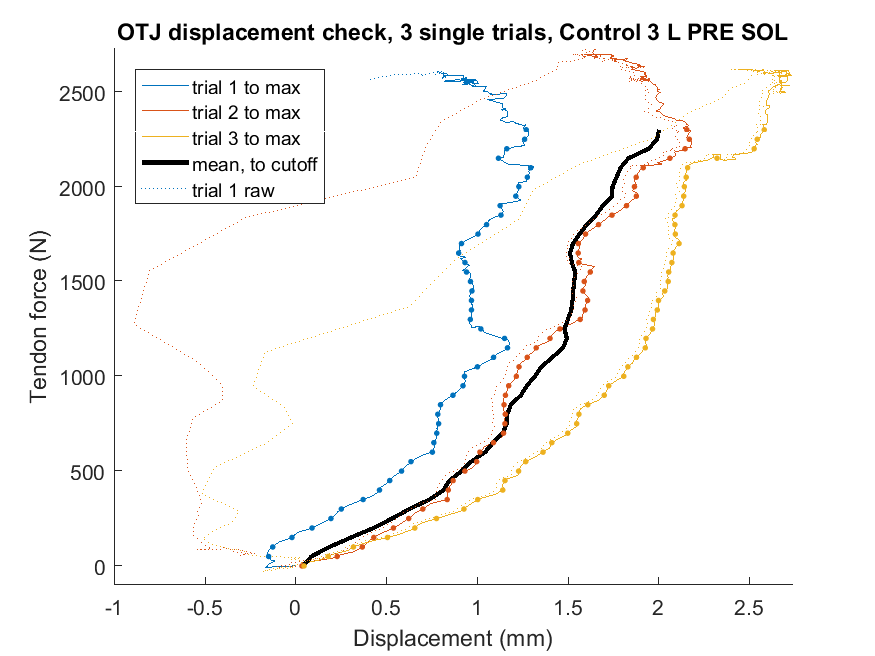 OTJ displacement check, 3 single trials, Control 3 L PRE SOL
trial 1 to max
trial 2 to max
trial 3 to max
mean, to cutoff
trial 1 raw
Tendon force (N)
2500
2000
1500
1000
500
0
-1 -0.5 0 0.5 1 1.5 2 2.5
Displacement (mm)